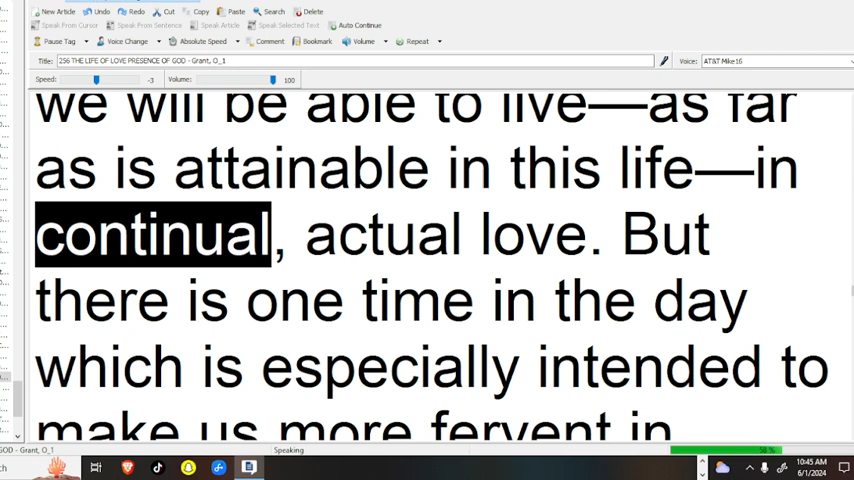 New Article Undo Redo Cut Copy Paste Search Delete
Speak From Cursor Speak From Sentence Speak Article Speak Selected Text Auto Continue
Pause Tag Voice Change Absolute Speed Comment Bookmark Volume Repeat
Title: 256 THE LIFE OF LOVE PRESENCE OF GOD - Grant, O_1 Voice: AT&T Mike16
Speed: -3 Volume: 100
we will be able to live—as far
as is attainable in this life—in
continual, actual love. But
there is one time in the day
which is especially intended to
make us more fervent in
GOD - Grant, O_1 Speaking 58 %
10:45 AM
6/1/2024